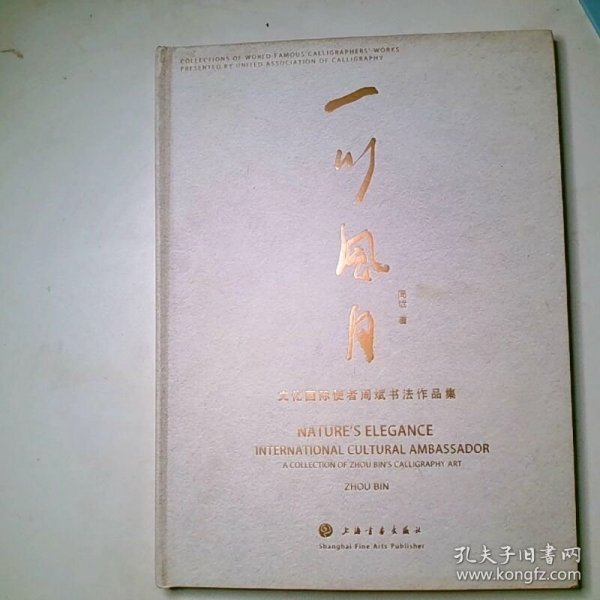 COLLECTIONS OF WORLD FAMOUS CALLIGRAPHERS' WORKS
PRESENTED BY UNITED ASSOCIATION OF CALLIGRAPHY
一川風月
周斌 著
文化国际使者周斌书法作品集
NATURE'S ELEGANCE
INTERNATIONAL CULTURAL AMBASSADOR
A COLLECTION OF ZHOU BIN'S CALLIGRAPHY ART
ZHOU BIN
上海書畫出版社
Shanghai Fine Arts Publisher
孔夫子旧书网
www.kongfz.com